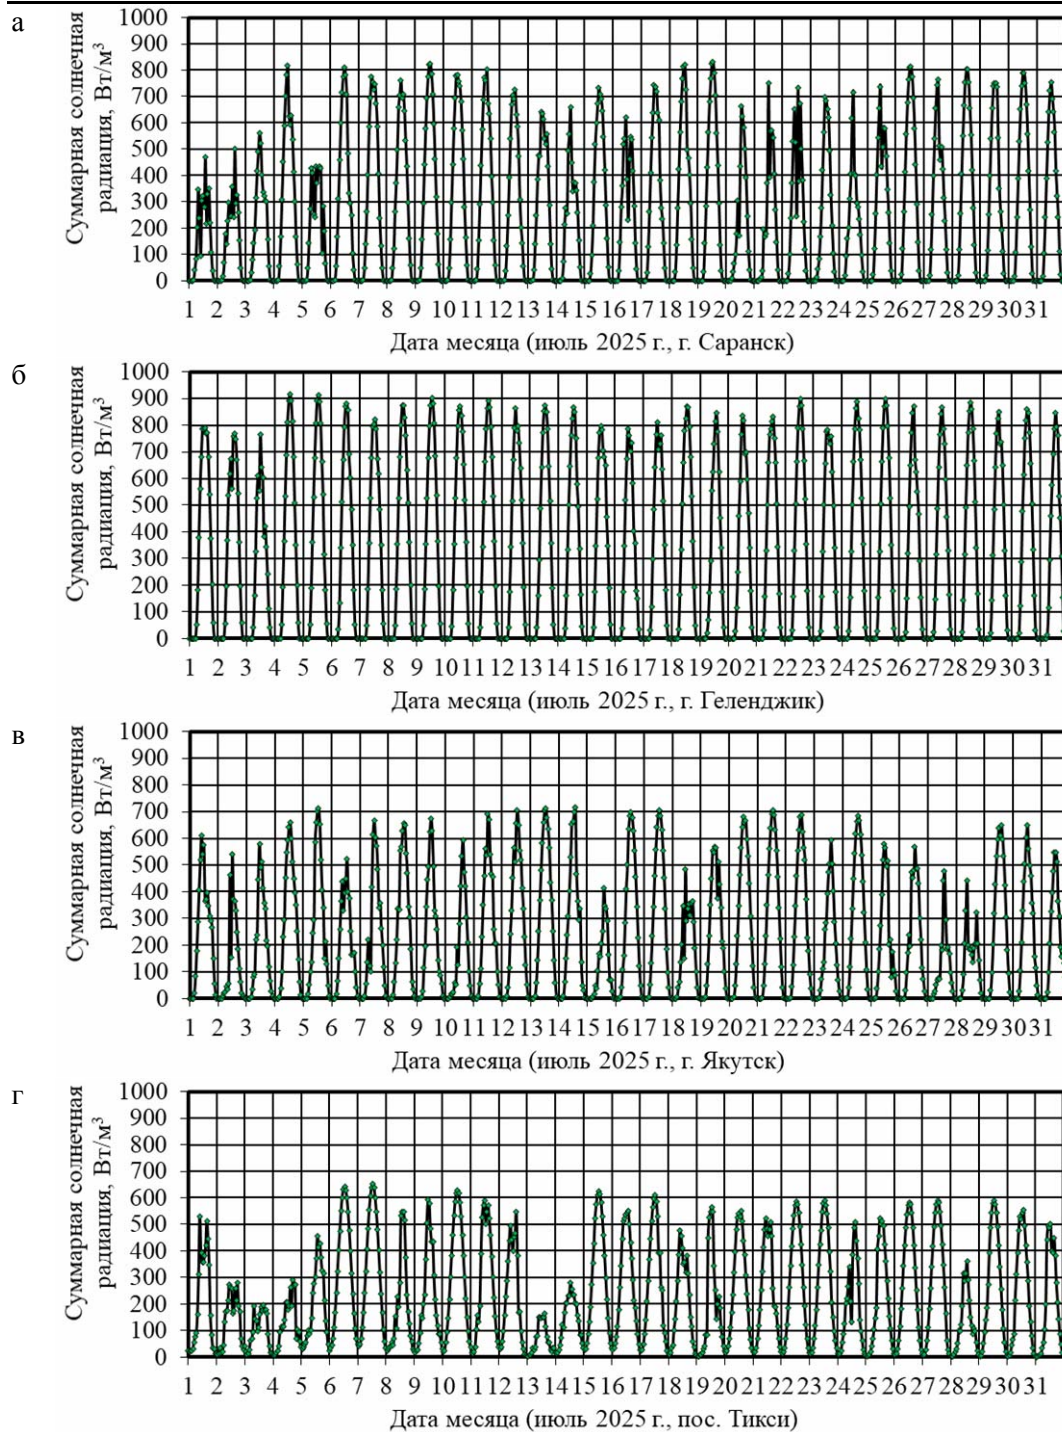 а
Суммарная солнечная
радиация, Вт/м³
1000
900
800
700
600
500
400
300
200
100
0
1 2 3 4 5 6 7 8 9 10 11 12 13 14 15 16 17 18 19 20 21 22 23 24 25 26 27 28 29 30 31
Дата месяца (июль 2025 г., г. Саранск)
б
Суммарная солнечная
радиация, Вт/м³
1000
900
800
700
600
500
400
300
200
100
0
1 2 3 4 5 6 7 8 9 10 11 12 13 14 15 16 17 18 19 20 21 22 23 24 25 26 27 28 29 30 31
Дата месяца (июль 2025 г., г. Геленджик)
в
Суммарная солнечная
радиация, Вт/м³
1000
900
800
700
600
500
400
300
200
100
0
1 2 3 4 5 6 7 8 9 10 11 12 13 14 15 16 17 18 19 20 21 22 23 24 25 26 27 28 29 30 31
Дата месяца (июль 2025 г., г. Якутск)
г
Суммарная солнечная
радиация, Вт/м³
1000
900
800
700
600
500
400
300
200
100
0
1 2 3 4 5 6 7 8 9 10 11 12 13 14 15 16 17 18 19 20 21 22 23 24 25 26 27 28 29 30 31
Дата месяца (июль 2025 г., пос. Тикси)